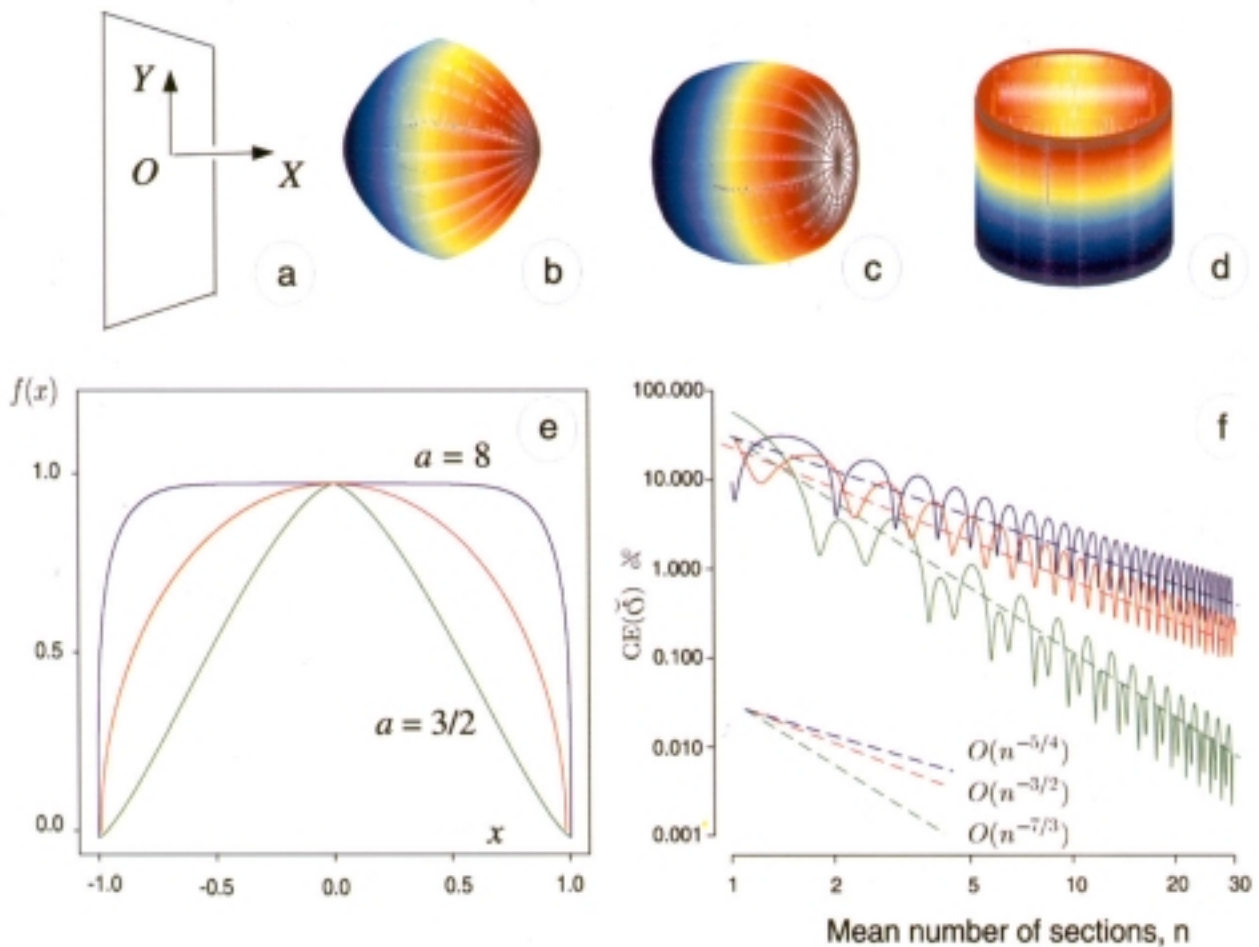 Y
O
X
a
b
c
d
f(x)
e
a = 8
1.0
0.5
a = 3/2
0.0
x
-1.0 -0.5 0.0 0.5 1.0
100.000
f
10.000
1.000
0.100
0.010
0.001
O(n^{-5/4})
O(n^{-3/2})
O(n^{-7/3})
1 2 5 10 20 30
Mean number of sections, n